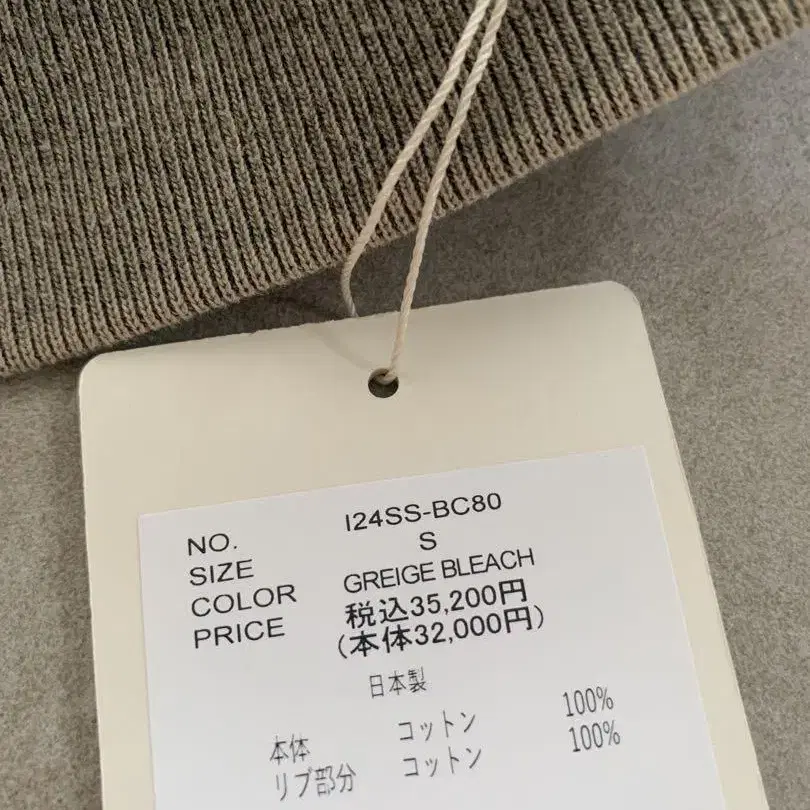 NO. I24SS-BC80
SIZE S
COLOR GREIGE BLEACH
PRICE 税込35,200円
(本体32,000円)
日本製
本体 コットン 100%
リブ部分 コットン 100%